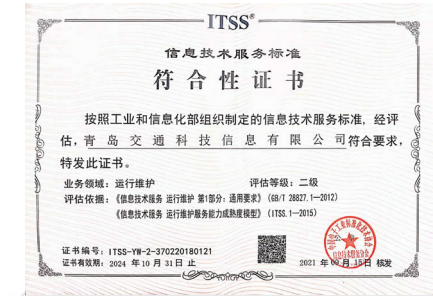 ITSS®
信息技术服务标准
符合性证书
按照工业和信息化部组织制定的信息技术服务标准，经评
估，青岛交通科技信息有限公司符合要求，
特发此证书。
业务领域：运行维护 评估等级：二级
评估依据：《信息技术服务 运行维护 第1部分：通用要求》（GB/T 28827.1—2012）
《信息技术服务 运行维护服务能力成熟度模型》（ITSS.1—2015）
证书编号：ITSS-YW-2-370220180121
证书有效期：2024 年 10 月 31 日 止
2021 年 09 月 15 日 核发